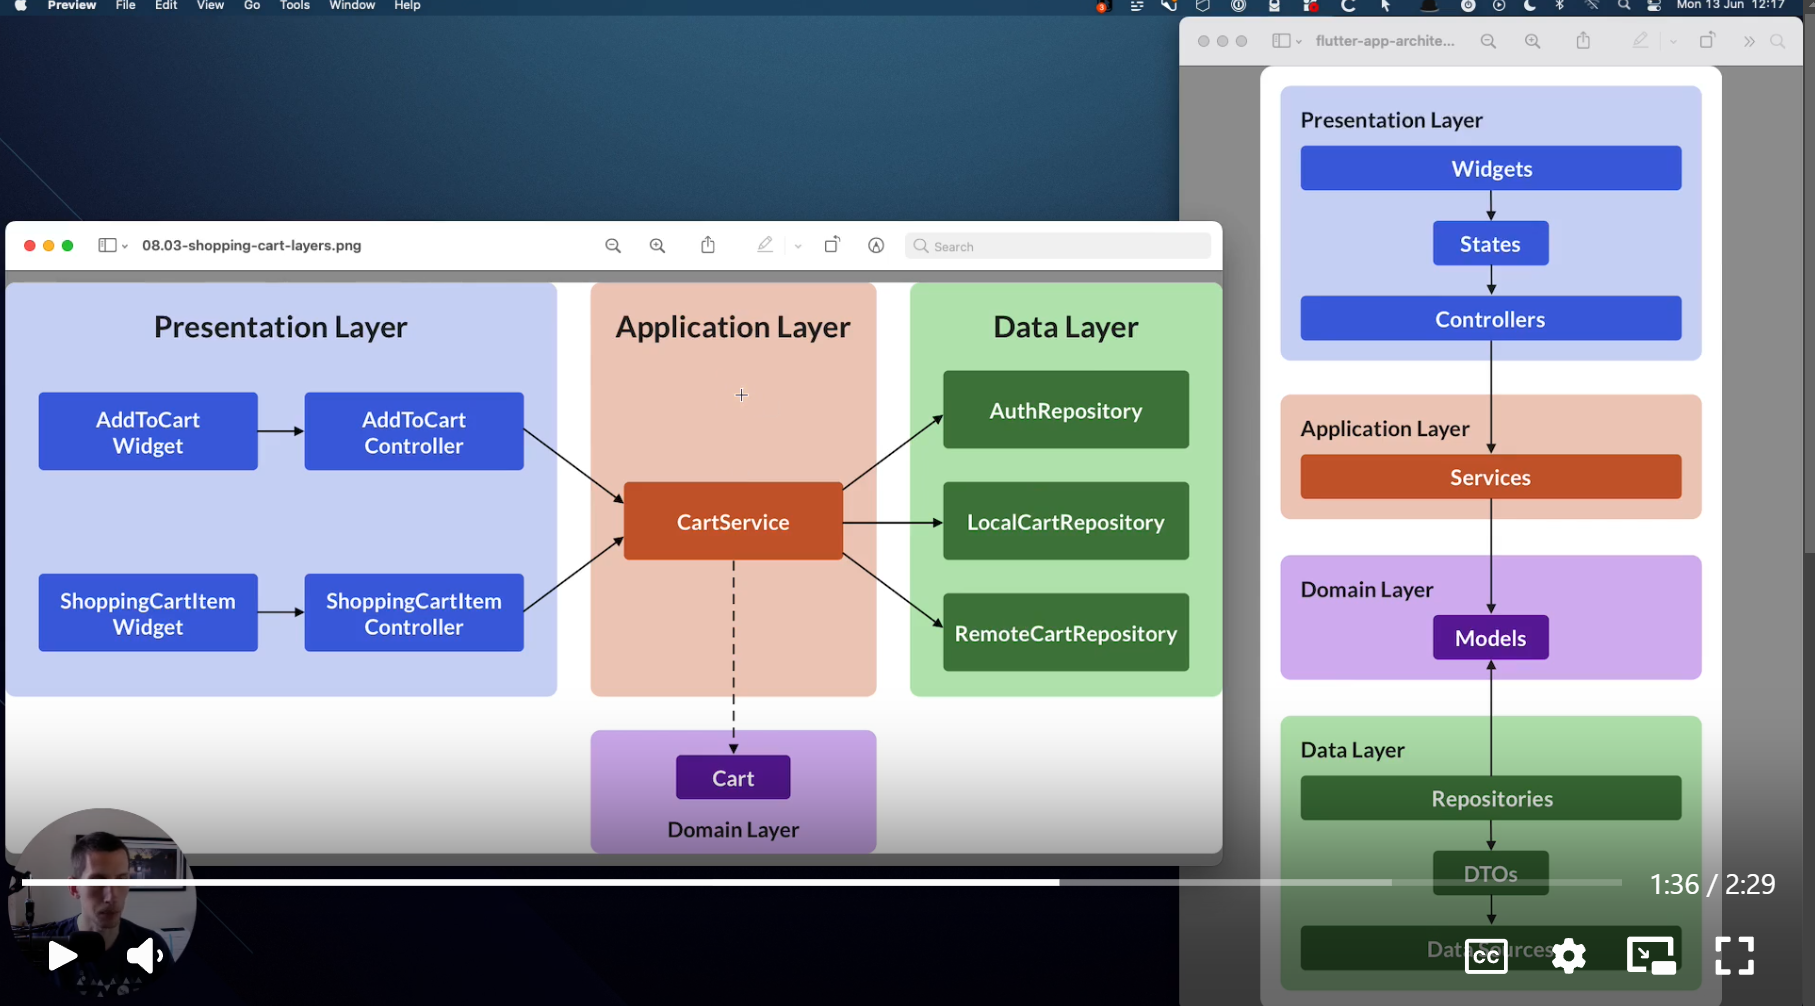 Preview File Edit View Go Tools Window Help
3
Mon 13 Jun 12:17
flutter-app-archite...
08.03-shopping-cart-layers.png
Search
Presentation Layer
AddToCart
Widget
AddToCart
Controller
ShoppingCartItem
Widget
ShoppingCartItem
Controller
Application Layer
CartService
Data Layer
AuthRepository
LocalCartRepository
RemoteCartRepository
Cart
Domain Layer
Presentation Layer
Widgets
States
Controllers
Application Layer
Services
Domain Layer
Models
Data Layer
Repositories
DTOs
Data Sources
1:36 / 2:29
CC